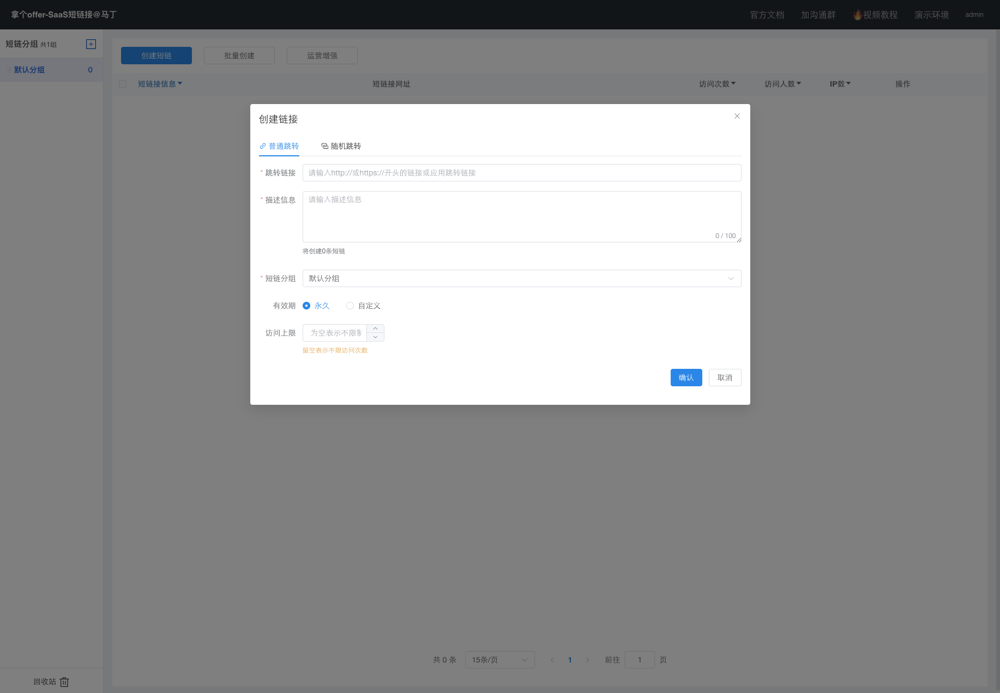 拿个offer-SaaS短链接@马丁
官方文档 加沟通群 🔥视频教程 演示环境 admin
短链分组 共1组
默认分组 0
创建短链 批量创建 运营增强
短链接信息 短链接网址 访问次数 访问人数 IP数 操作
创建链接
普通跳转 随机跳转
* 跳转链接 请输入http://或https://开头的链接或应用跳转链接
* 描述信息 请输入描述信息
0 / 100
将创建0条短链
* 短链分组 默认分组
有效期 永久 自定义
访问上限 为空表示不限
留空表示不限访问次数
确认 取消
共 0 条 15条/页 1 前往 1 页
回收站